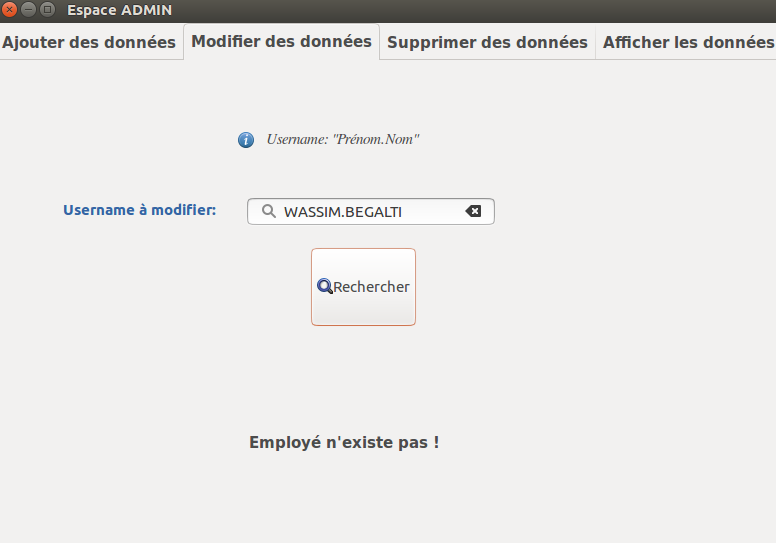 Espace ADMIN
Ajouter des données
Modifier des données
Supprimer des données
Afficher les données
Username: "Prénom.Nom"
Username à modifier:
WASSIM.BEGALTI
Rechercher
Employé n'existe pas !